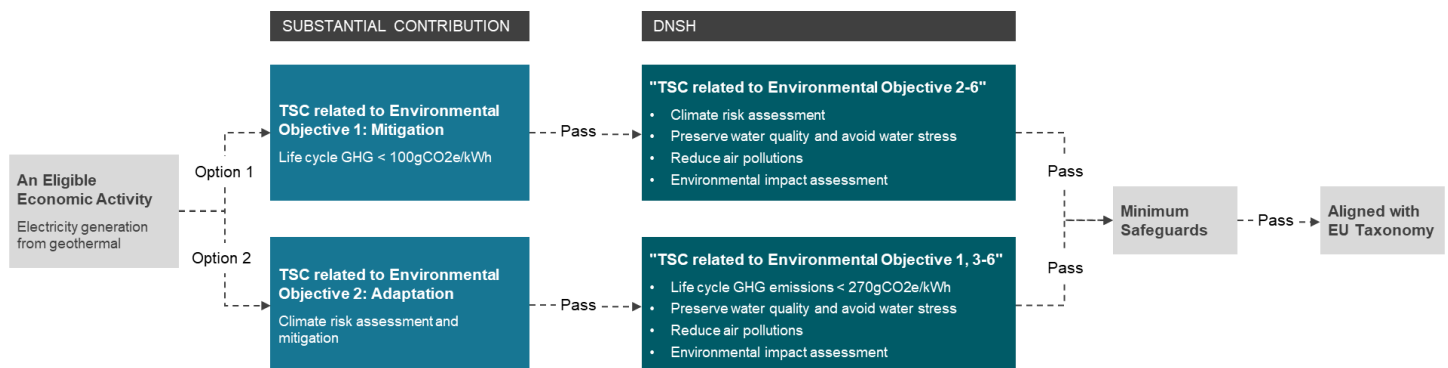 SUBSTANTIAL CONTRIBUTION
DNSH
An Eligible
Economic Activity
Electricity generation
from geothermal
Option 1
Option 2
TSC related to Environmental
Objective 1: Mitigation
Life cycle GHG < 100gCO2e/kWh
Pass
"TSC related to Environmental Objective 2-6"
• Climate risk assessment
• Preserve water quality and avoid water stress
• Reduce air pollutions
• Environmental impact assessment
Pass
TSC related to Environmental
Objective 2: Adaptation
Climate risk assessment and
mitigation
Pass
"TSC related to Environmental Objective 1, 3-6"
• Life cycle GHG emissions < 270gCO2e/kWh
• Preserve water quality and avoid water stress
• Reduce air pollutions
• Environmental impact assessment
Pass
Minimum
Safeguards
Pass
Aligned with
EU Taxonomy